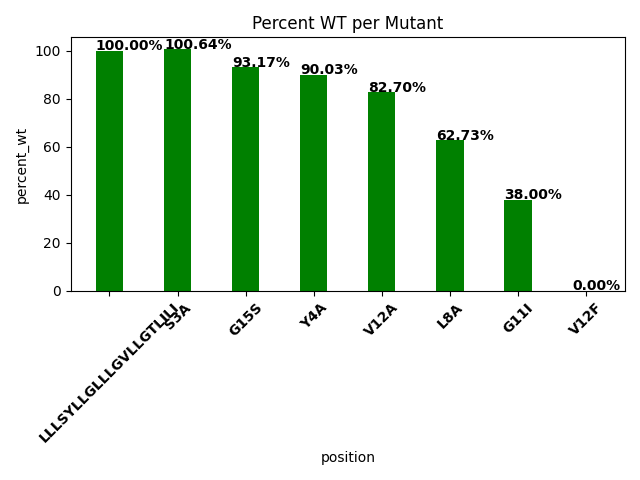 Percent WT per Mutant
percent_wt
100
80
60
40
20
0
100.00%
100.64%
93.17%
90.03%
82.70%
62.73%
38.00%
0.00%
LLLSYLLGLLLGVLLGTLILI
S3A
G15S
Y4A
V12A
L8A
G11I
V12F
position